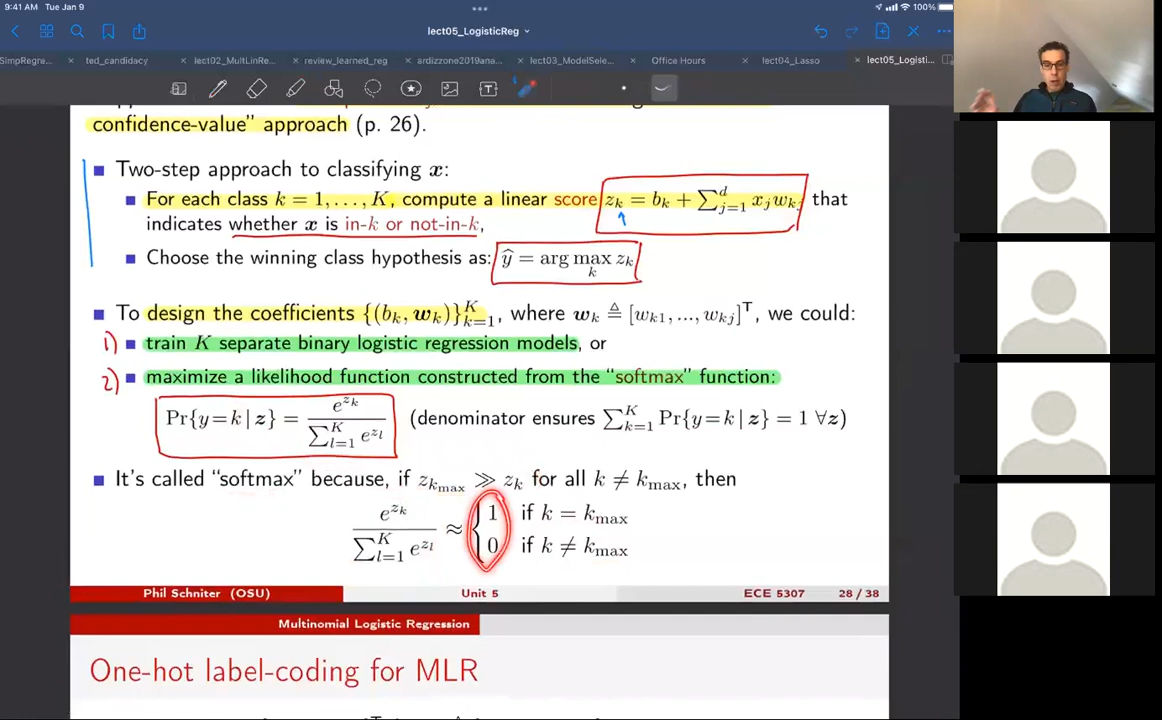 9:41 AM Tue Jan 9
100%
lect05_LogisticReg
SimpRegre...
ted_candidacy
lect02_MultLinRe...
review_learned_reg
ardizzone2019ana...
lect03_ModelSele...
Office Hours
lect04_Lasso
lect05_Logisti...
confidence-value" approach (p. 26).
Two-step approach to classifying x:
For each class k = 1, . . . , K, compute a linear score z_k = b_k + ∑_{j=1}^d x_j w_{kj} that
indicates whether x is in-k or not-in-k,
Choose the winning class hypothesis as: ŷ = arg max_k z_k
To design the coefficients {(b_k, w_k)}_{k=1}^K, where w_k ≜ [w_{k1}, ..., w_{kj}]^T, we could:
1) train K separate binary logistic regression models, or
2) maximize a likelihood function constructed from the "softmax" function:
Pr{y=k | z} = e^{z_k} / ∑_{l=1}^K e^{z_l} (denominator ensures ∑_{k=1}^K Pr{y=k | z} = 1 ∀z)
It's called "softmax" because, if z_{k_max} ≫ z_k for all k ≠ k_max, then
e^{z_k} / ∑_{l=1}^K e^{z_l} ≈ { 1 if k = k_max
0 if k ≠ k_max
Phil Schniter (OSU) Unit 5 ECE 5307 28 / 38
Multinomial Logistic Regression
One-hot label-coding for MLR